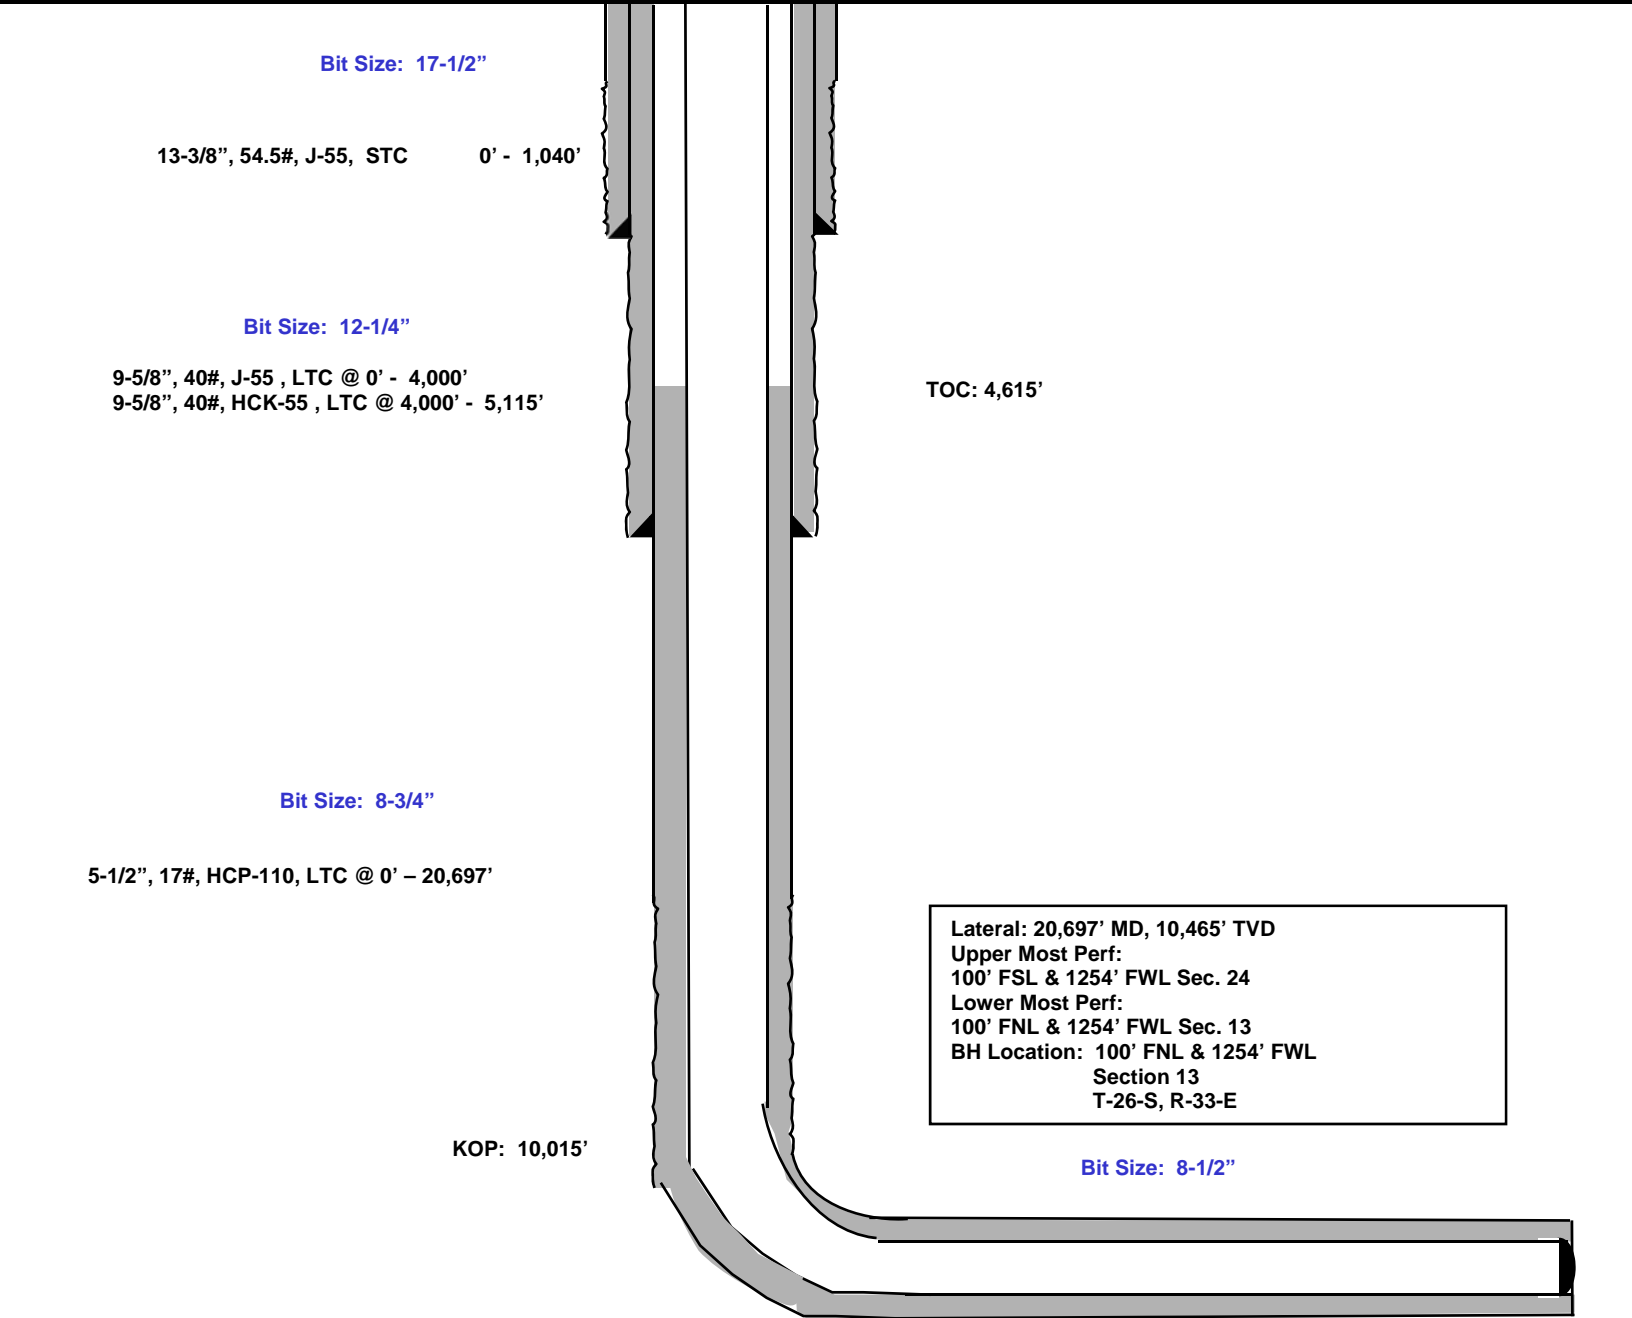 Bit Size: 17-1/2”
13-3/8”, 54.5#, J-55, STC 0’ - 1,040’
Bit Size: 12-1/4”
9-5/8”, 40#, J-55 , LTC @ 0’ - 4,000’
9-5/8”, 40#, HCK-55 , LTC @ 4,000’ - 5,115’
TOC: 4,615’
Bit Size: 8-3/4”
5-1/2”, 17#, HCP-110, LTC @ 0’ – 20,697’
Lateral: 20,697’ MD, 10,465’ TVD
Upper Most Perf:
100’ FSL & 1254’ FWL Sec. 24
Lower Most Perf:
100’ FNL & 1254’ FWL Sec. 13
BH Location: 100’ FNL & 1254’ FWL
Section 13
T-26-S, R-33-E
KOP: 10,015’
Bit Size: 8-1/2”